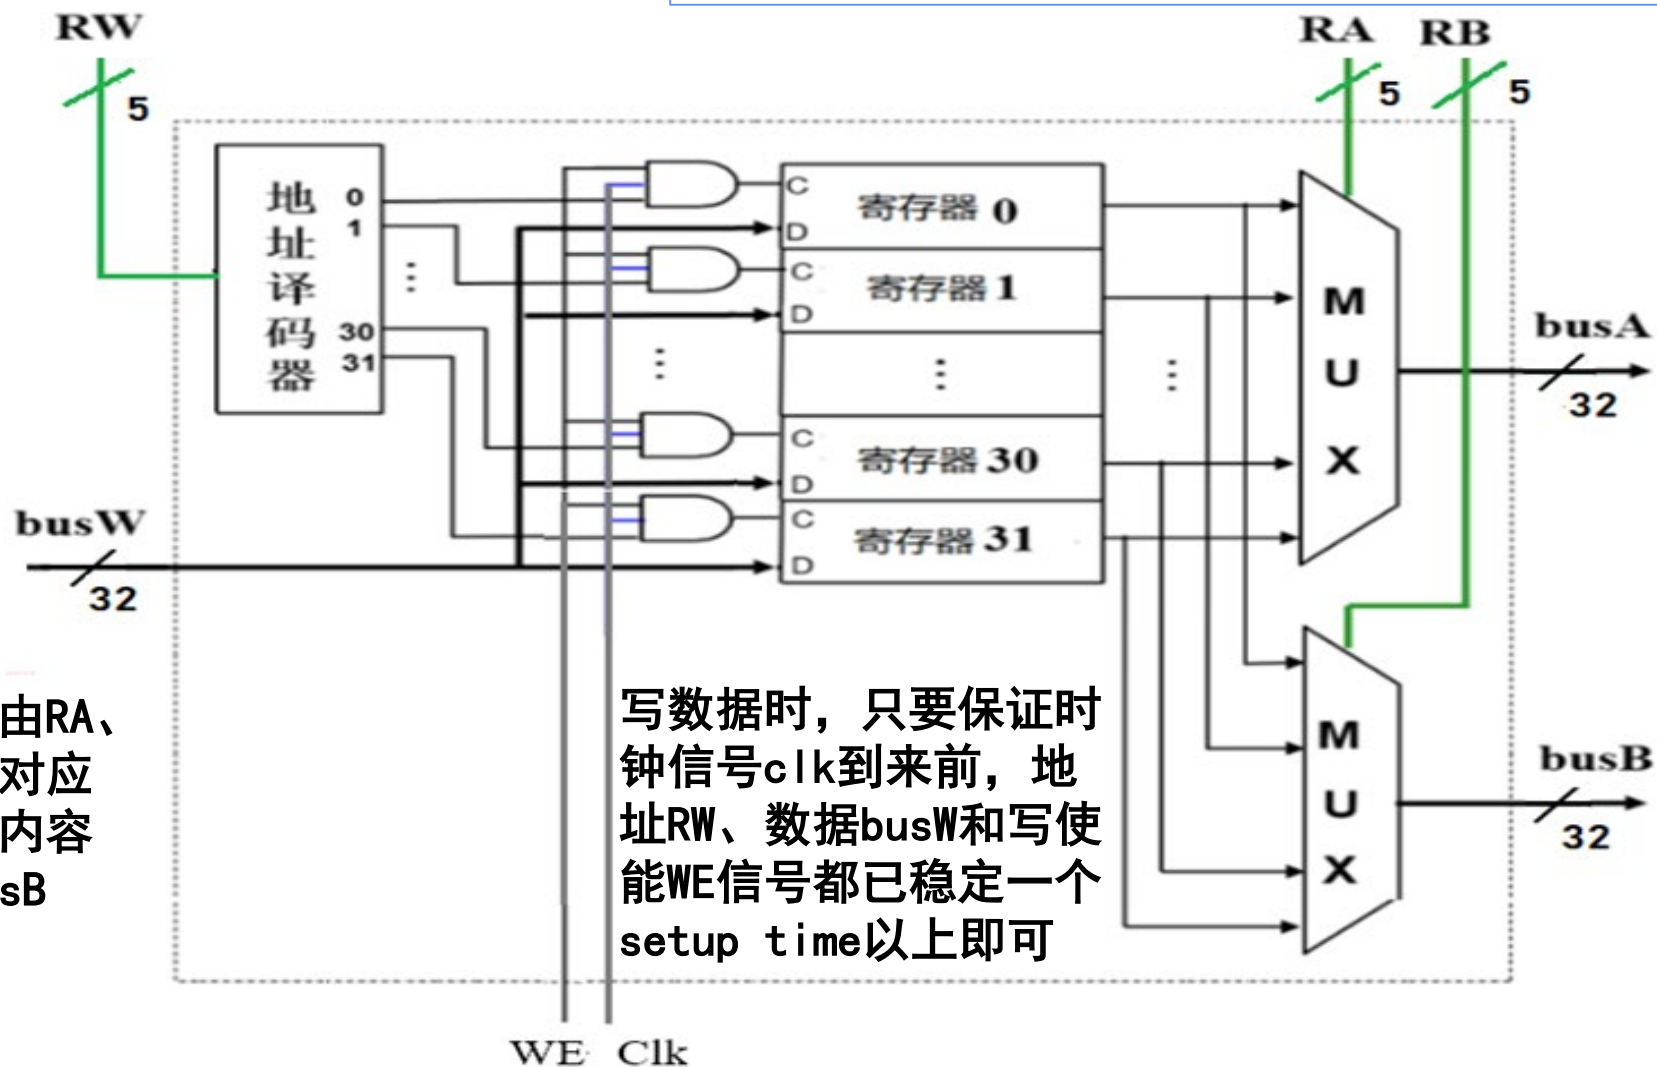 RW
RA
RB
5
5
5
地
址
译
码
器
0
1
30
31
C
D
寄存器 0
C
D
寄存器 1
C
D
寄存器 30
C
D
寄存器 31
M
U
X
busA
32
busW
32
M
U
X
busB
32
由RA、
对应
内容
sB
写数据时，只要保证时
钟信号clk到来前，地
址RW、数据busW和写使
能WE信号都已稳定一个
setup time以上即可
WE
Clk